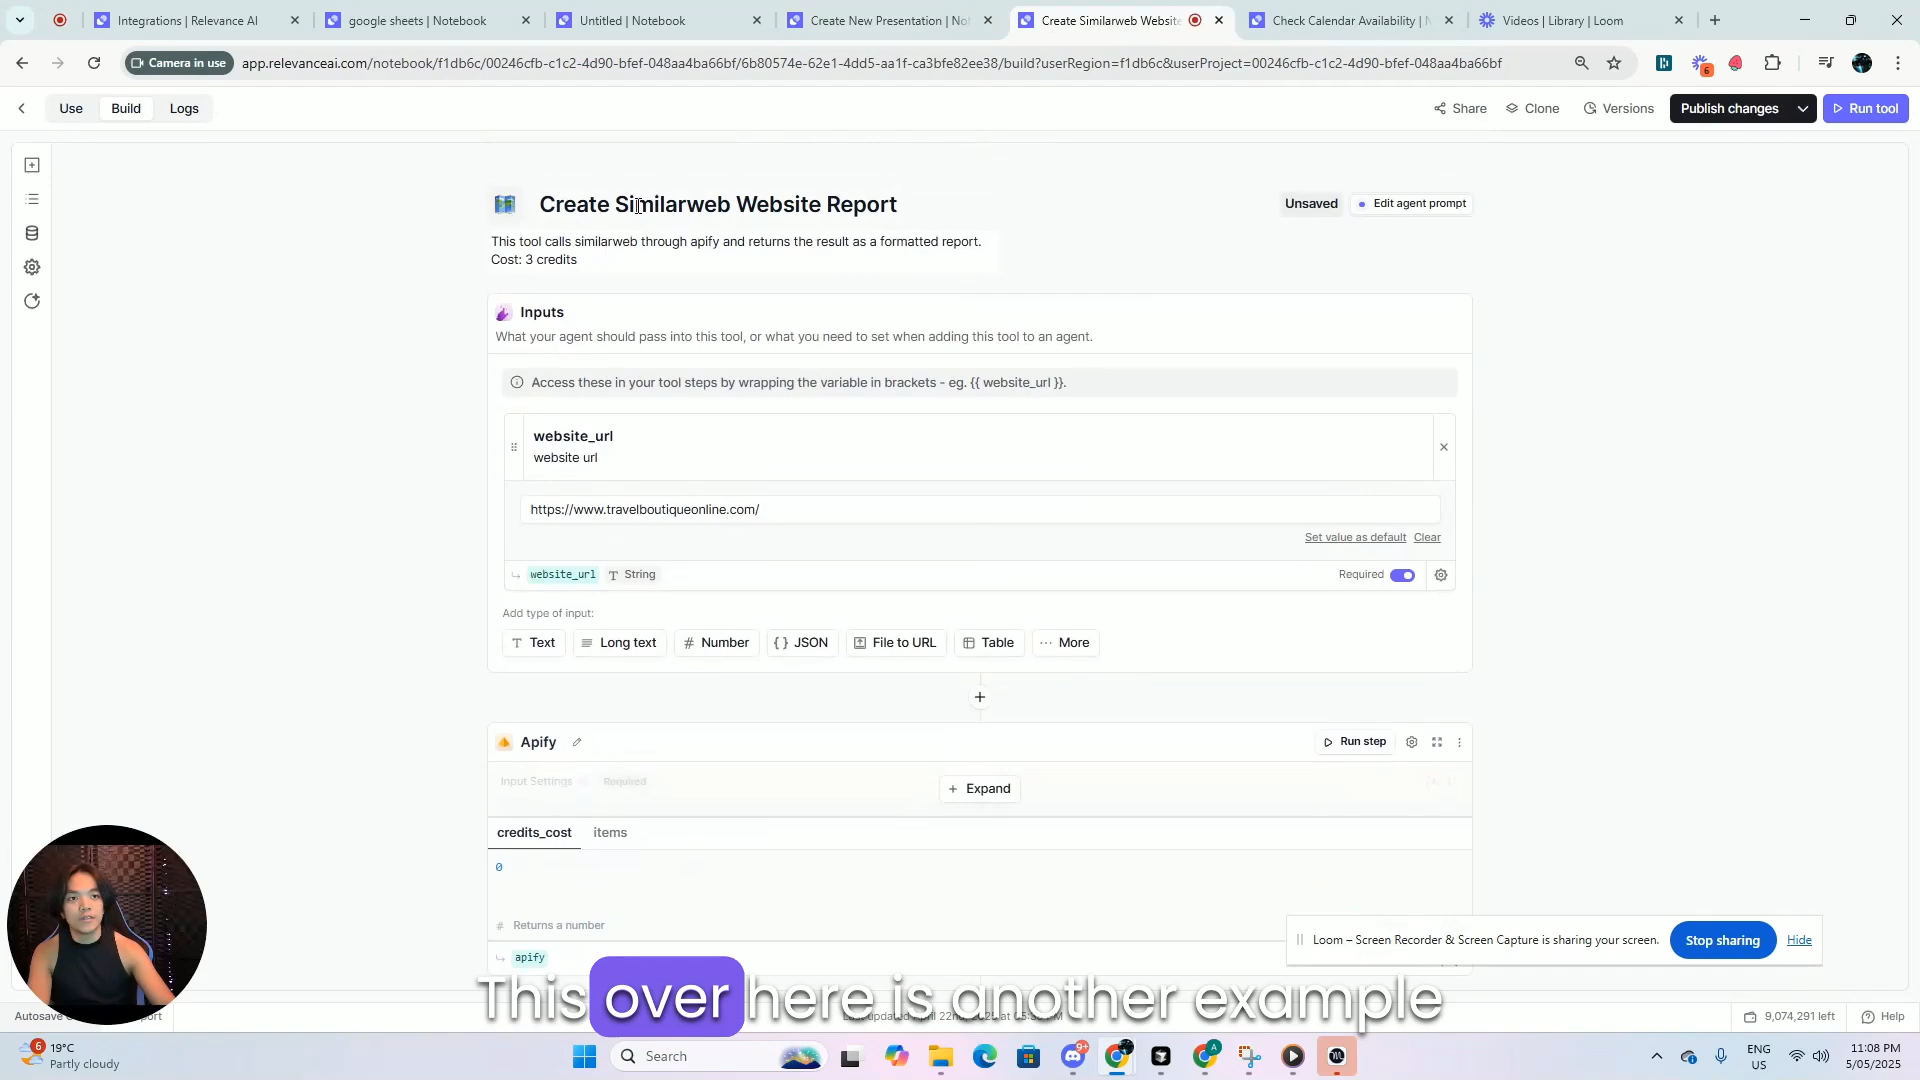 Integrations | Relevance AI
google sheets | Notebook
Untitled | Notebook
Create New Presentation | No
Create Similarweb Website
Check Calendar Availability | N
Videos | Library | Loom
Camera in use
app.relevanceai.com/notebook/f1db6c/00246cfb-c1c2-4d90-bfef-048aa4ba66bf/6b80574e-62e1-4dd5-aa1f-ca3bfe82ee38/build?userRegion=f1db6c&userProject=00246cfb-c1c2-4d90-bfef-048aa4ba66bf
6
Use
Build
Logs
Share
Clone
Versions
Publish changes
Run tool
Create Similarweb Website Report
Unsaved
Edit agent prompt
This tool calls similarweb through apify and returns the result as a formatted report.
Cost: 3 credits
Inputs
What your agent should pass into this tool, or what you need to set when adding this tool to an agent.
Access these in your tool steps by wrapping the variable in brackets - eg. {{ website_url }}.
website_url
website url
https://www.travelboutiqueonline.com/
Set value as default
Clear
website_url
String
Required
Add type of input:
Text
Long text
Number
JSON
File to URL
Table
More
Apify
Run step
Input Settings
Required
Expand
credits_cost
items
0
Returns a number
apify
Loom – Screen Recorder & Screen Capture is sharing your screen.
Stop sharing
Hide
This over here is another example
Autosave
9,074,291 left
Help
6
19°C
Partly cloudy
Search
9+
ENG
US
11:08 PM
5/05/2025